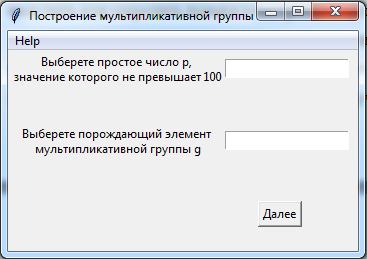 Построение мультипликативной группы
Help
Выберете простое число p,
значение которого не превышает 100
Выберете порождающий элемент
мультипликативной группы g
Далее